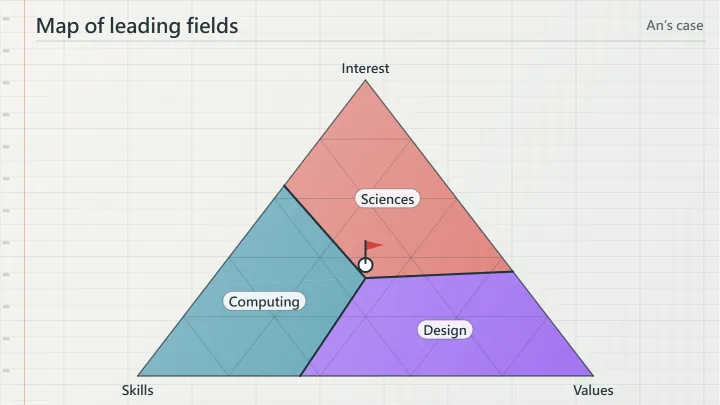 Map of leading fields
An's case
Interest
Sciences
Computing
Design
Skills
Values